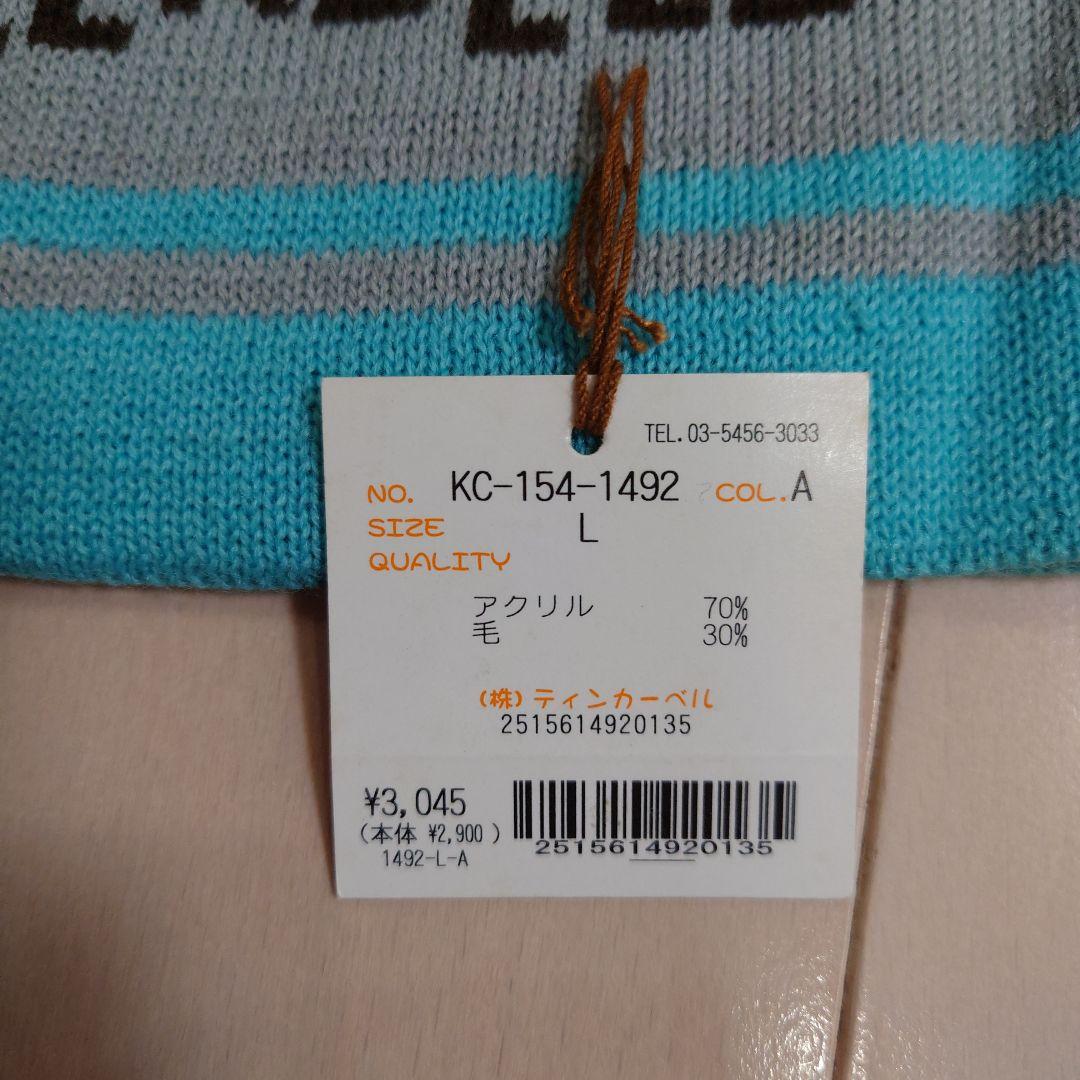 TEL.03-5456-3033
NO. KC-154-1492 COL.A
SIZE L
QUALITY
アクリル 70%
毛 30%
(株)ティンカーベル
2515614920135
¥3,045
(本体 ¥2,900 )
1492-L-A
2515614920135